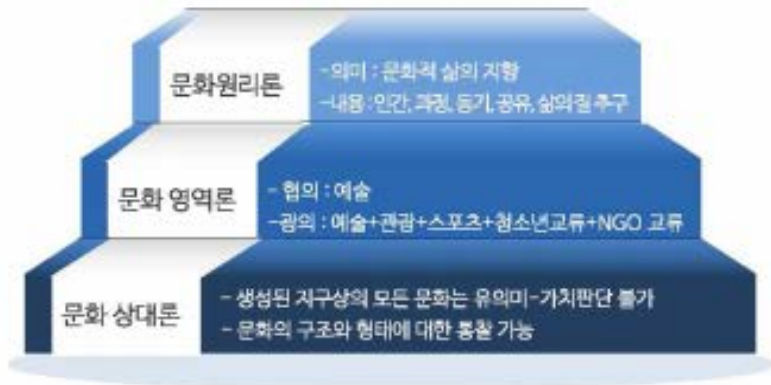 문화원리론
-의미 : 문화적 삶의 지향
-내용 : 인간, 과정, 동기, 공유, 삶의질 추구
문화 영역론
- 협의 : 예술
-광의 : 예술+관광+스포츠+청소년교류+NGO 교류
문화 상대론
- 생성된 지구상의 모든 문화는 유의미-가치판단 불가
- 문화의 구조와 형태에 대한 통찰 가능